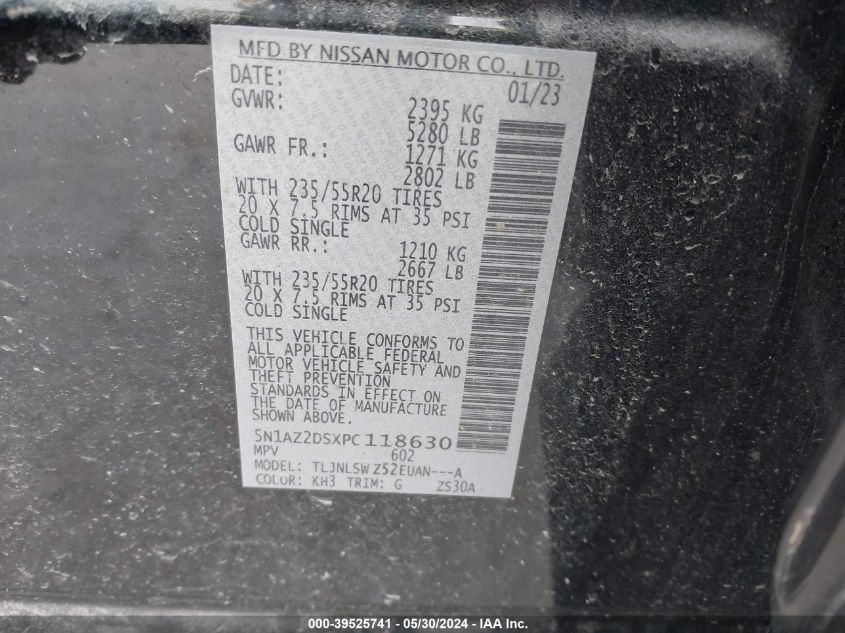 MFD BY NISSAN MOTOR CO., LTD.
DATE: 01/23
GVWR: 2395 KG
5280 LB
GAWR FR.: 1271 KG
2802 LB
WITH 235/55R20 TIRES
20 X 7.5 RIMS AT 35 PSI
COLD SINGLE
GAWR RR.: 1210 KG
2667 LB
WITH 235/55R20 TIRES
20 X 7.5 RIMS AT 35 PSI
COLD SINGLE
THIS VEHICLE CONFORMS TO
ALL APPLICABLE FEDERAL
MOTOR VEHICLE SAFETY AND
THEFT PREVENTION
STANDARDS IN EFFECT ON
THE DATE OF MANUFACTURE
SHOWN ABOVE.
5N1AZ2DSXPC118630
MPV 602
MODEL: TLJNLSWZ52EUAN---A
COLOR: KH3 TRIM: G ZS30A
000-39525741 - 05/30/2024 - IAA, Inc.